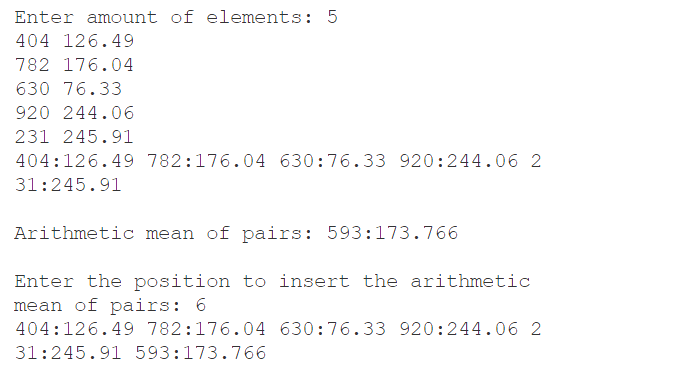 Enter amount of elements: 5
404 126.49
782 176.04
630 76.33
920 244.06
231 245.91
404:126.49 782:176.04 630:76.33 920:244.06 2
31:245.91
Arithmetic mean of pairs: 593:173.766
Enter the position to insert the arithmetic
mean of pairs: 6
404:126.49 782:176.04 630:76.33 920:244.06 2
31:245.91 593:173.766